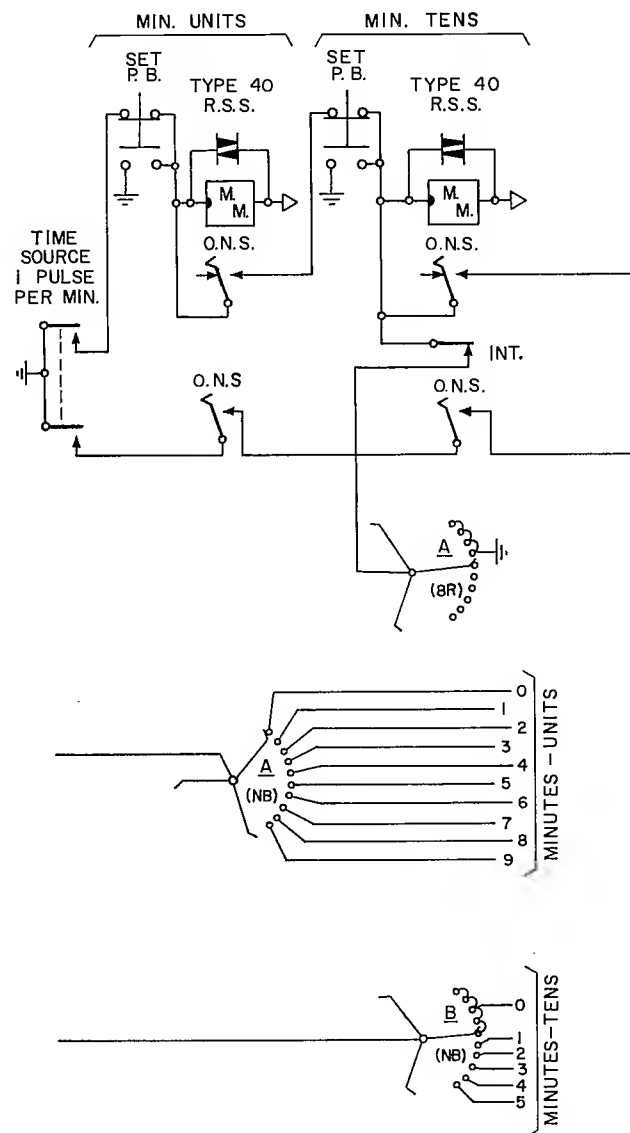 MIN. UNITS
MIN. TENS
SET
P. B.
TYPE 40
R.S.S.
SET
P. B.
TYPE 40
R.S.S.
M.
M.
M.
M.
TIME
SOURCE
1 PULSE
PER MIN.
O.N.S.
O.N.S.
INT.
O.N.S
O.N.S.
A
(8R)
0
1
2
3
4
5
6
7
8
9
A
(NB)
MINUTES - UNITS
B
(NB)
0
1
2
3
4
5
MINUTES-TENS